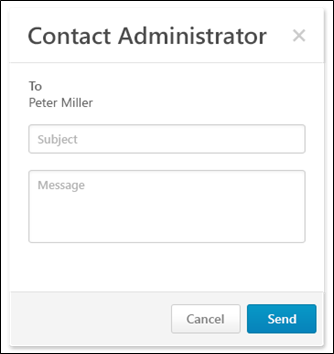 Contact Administrator
To
Peter Miller
Subject
Message
Cancel Send